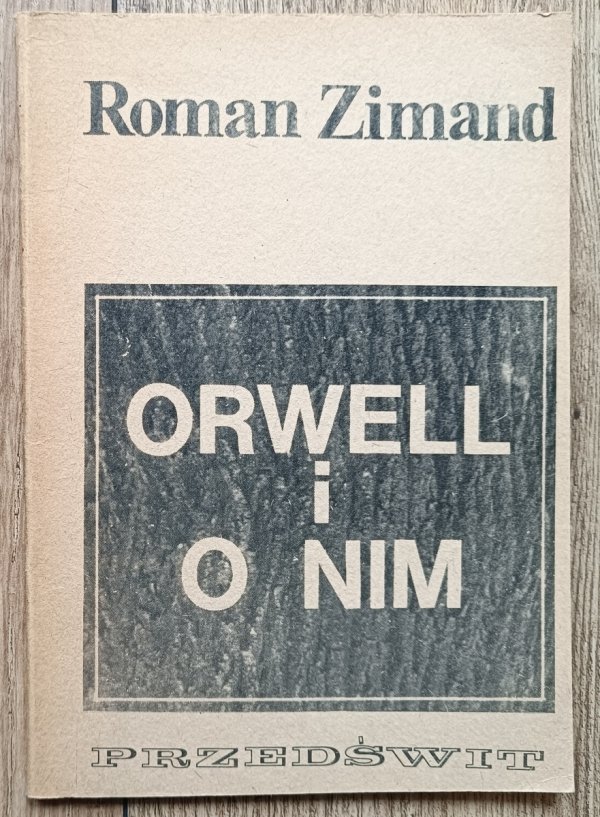 Roman Zimand
ORWELL
i
O NIM
PRZEDŚWIT